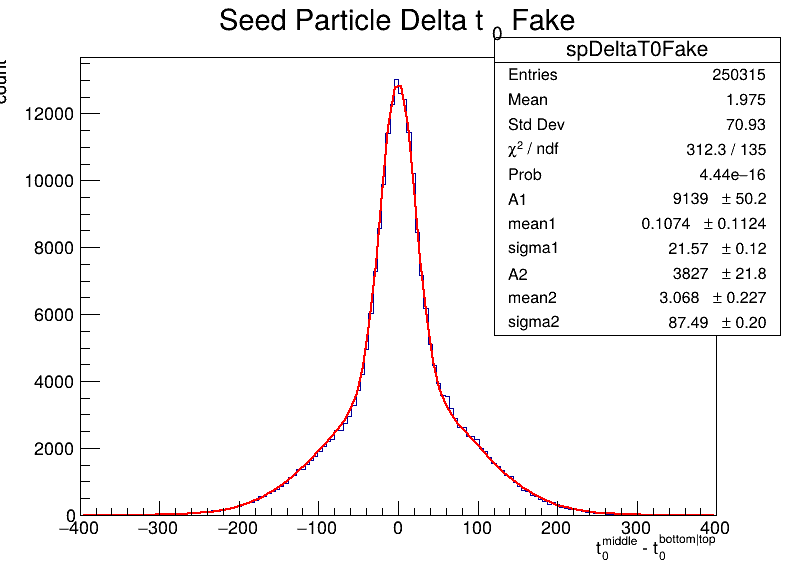 Seed Particle Delta t0 Fake
count
spDeltaT0Fake
Entries 250315
Mean 1.975
Std Dev 70.93
χ² / ndf 312.3 / 135
Prob 4.44e−16
A1 9139 ± 50.2
mean1 0.1074 ± 0.1124
sigma1 21.57 ± 0.12
A2 3827 ± 21.8
mean2 3.068 ± 0.227
sigma2 87.49 ± 0.20
12000
10000
8000
6000
4000
2000
0
−400 −300 −200 −100 0 100 200 300 400
t0middle - t0bottom|top